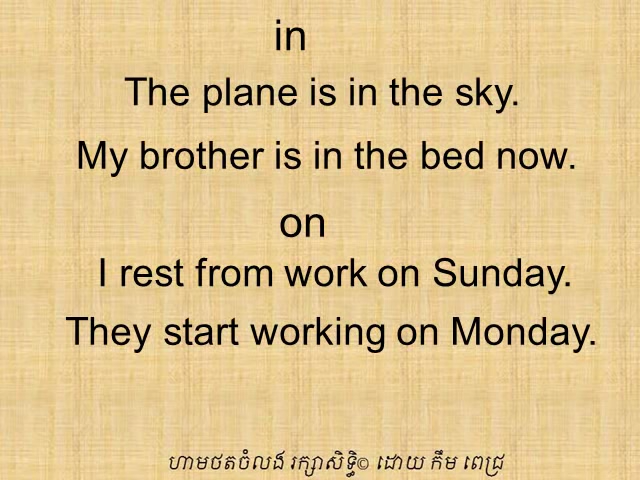 in
The plane is in the sky.
My brother is in the bed now.
on
I rest from work on Sunday.
They start working on Monday.
ហាមថតចំលង រក្សាសិទ្ធិ© ដោយ កឹម ពេជ្រ